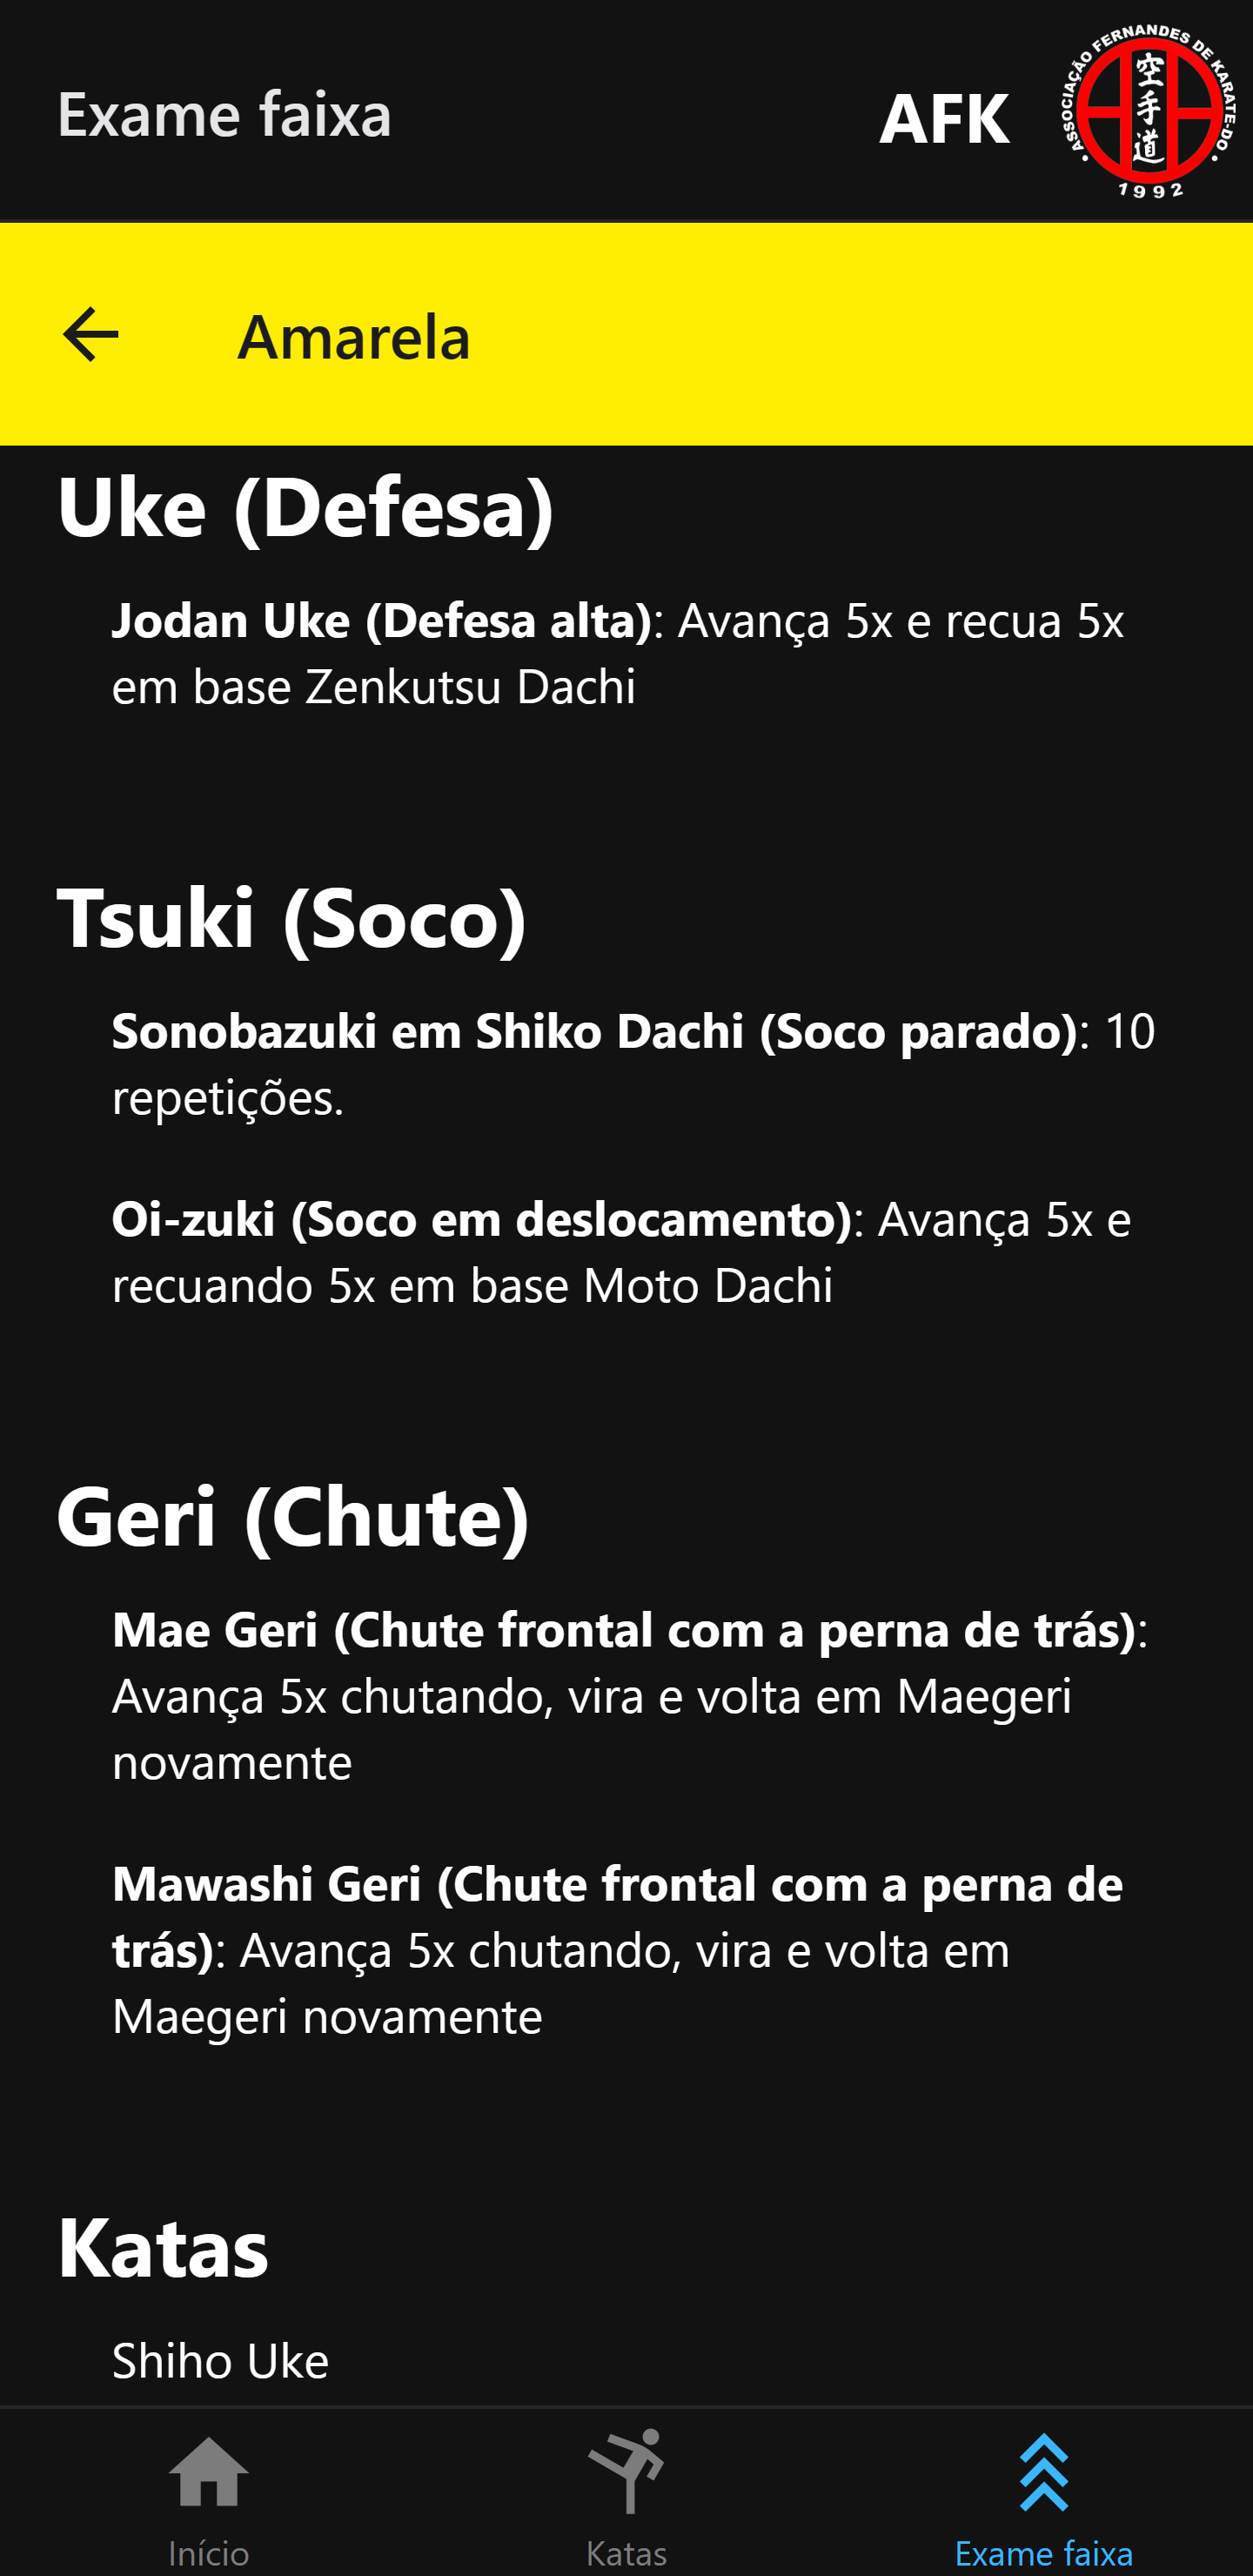 Exame faixa
AFK
• ASSOCIAÇÃO FERNANDES DE KARATE-DO •
空
手
道
1992
Amarela
Uke (Defesa)
Jodan Uke (Defesa alta): Avança 5x e recua 5x
em base Zenkutsu Dachi
Tsuki (Soco)
Sonobazuki em Shiko Dachi (Soco parado): 10
repetições.
Oi-zuki (Soco em deslocamento): Avança 5x e
recuando 5x em base Moto Dachi
Geri (Chute)
Mae Geri (Chute frontal com a perna de trás):
Avança 5x chutando, vira e volta em Maegeri
novamente
Mawashi Geri (Chute frontal com a perna de
trás): Avança 5x chutando, vira e volta em
Maegeri novamente
Katas
Shiho Uke
Início
Katas
Exame faixa